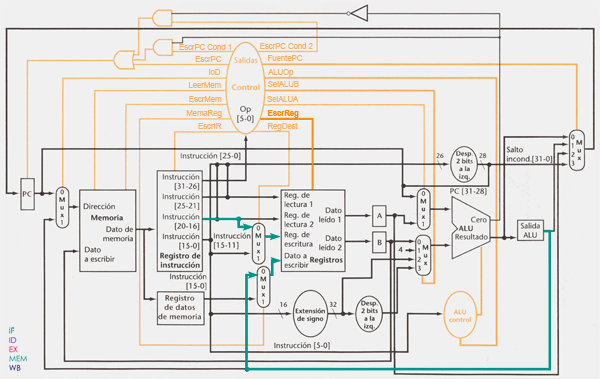 EscrPC Cond 1
EscrPC Cond 2
EscrPC
Salidas
FuentePC
IoD
ALUOp
LeerMem
Control
SelALUB
EscrMem
SelALUA
MemaReg
Op
EscrReg
EscrIR
[5-0]
RegDest
Instrucción [25-0]
26
Desp.
2 bits
a la
izq.
28
Salto
incond.[31-0]
0
1
2
3
Mux
PC [31-28]
PC
0
Mux
1
Dirección
Memoria
Dato de
memoria
Dato
a escribir
Instrucción
[31-26]
Instrucción
[25-21]
Instrucción
[20-16]
Instrucción
[15-0]
Registro de
instrucción
Instrucción
[15-11]
0
Mux
1
Reg. de
lectura 1
Reg. de
lectura 2
Reg. de
escritura
Dato a
escribir
Dato
leído 1
Dato
leído 2
Registros
A
B
0
Mux
1
4
0
1
2
3
Mux
Cero
ALU
Resultado
Salida
ALU
Instrucción
[15-0]
0
Mux
1
Registro
de datos
de memoria
16
Extensión
de signo
32
Desp.
2 bits
a la
izq.
ALU
control
Instrucción [5-0]
IF
ID
EX
MEM
WB